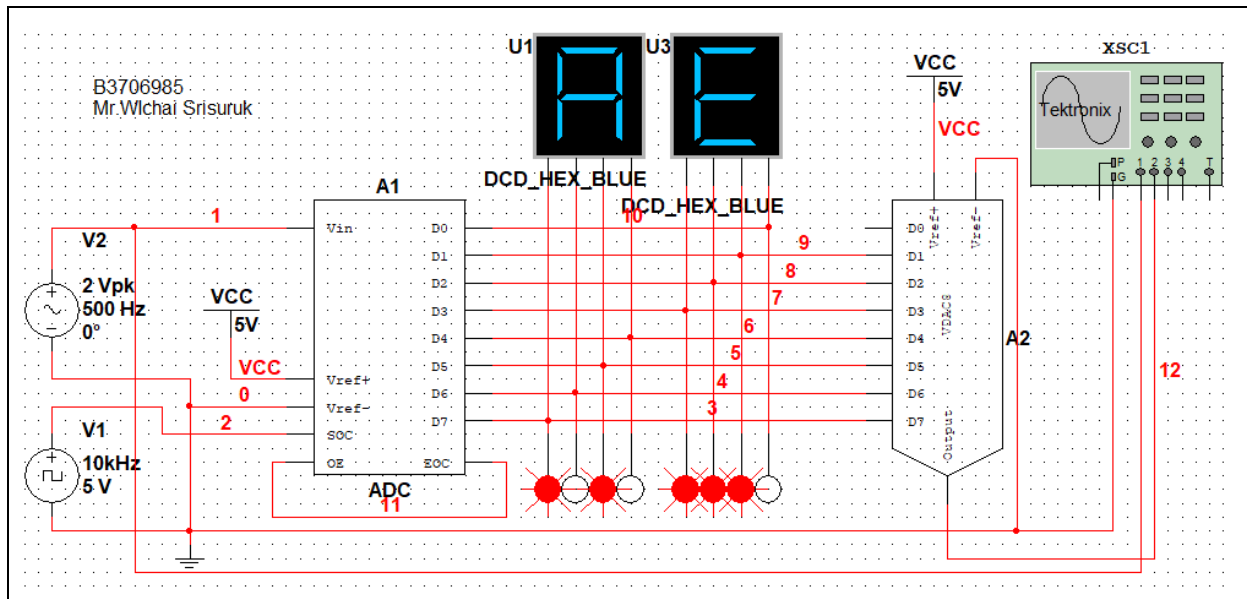 B3706985
Mr.WIchai Srisuruk
U1
U3
VCC
5V
VCC
XSC1
Tektronix
P
G
1 2 3 4 T
DCD_HEX_BLUE
DCD_HEX_BLUE
A1
Vin
D0
D1
D2
D3
D4
D5
D6
D7
Vref+
Vref-
SOC
OE
EOC
ADC
V2
2 Vpk
500 Hz
0°
VCC
5V
VCC
0
1
2
V1
10kHz
5 V
10
9
8
7
6
5
4
3
11
Vref+
Vref-
D0
D1
D2
D3
D4
D5
D6
D7
VDAC8
Output
A2
12